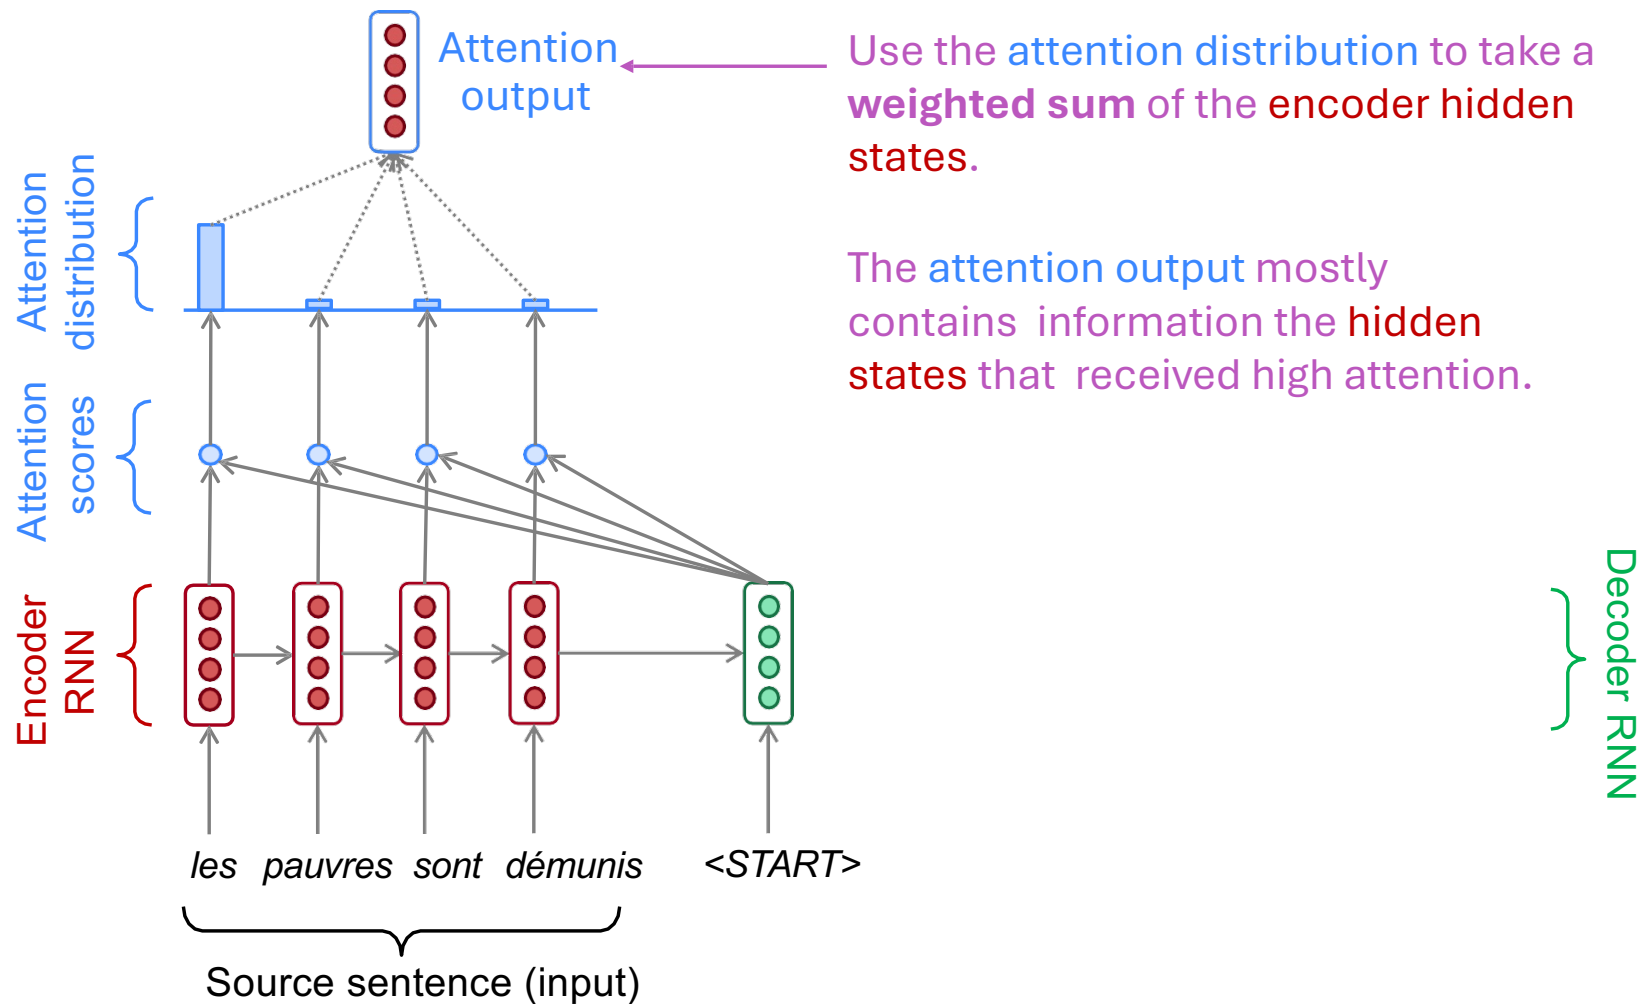 Attention
output
Use the attention distribution to take a
weighted sum of the encoder hidden
states.
The attention output mostly
contains  information the hidden
states that  received high attention.
Attention
distribution
Attention
scores
Encoder
RNN
Decoder RNN
les pauvres sont démunis <START>
Source sentence (input)